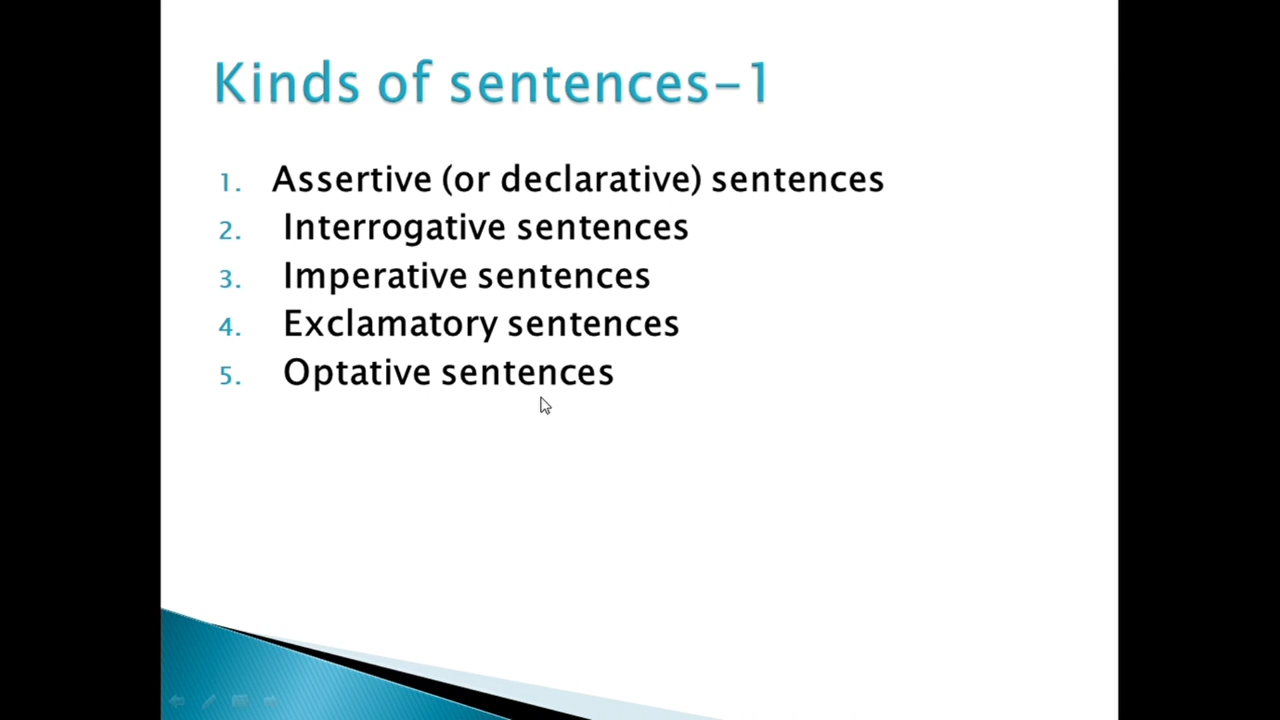 Kinds of sentences-1
1. Assertive (or declarative) sentences
2. Interrogative sentences
3. Imperative sentences
4. Exclamatory sentences
5. Optative sentences